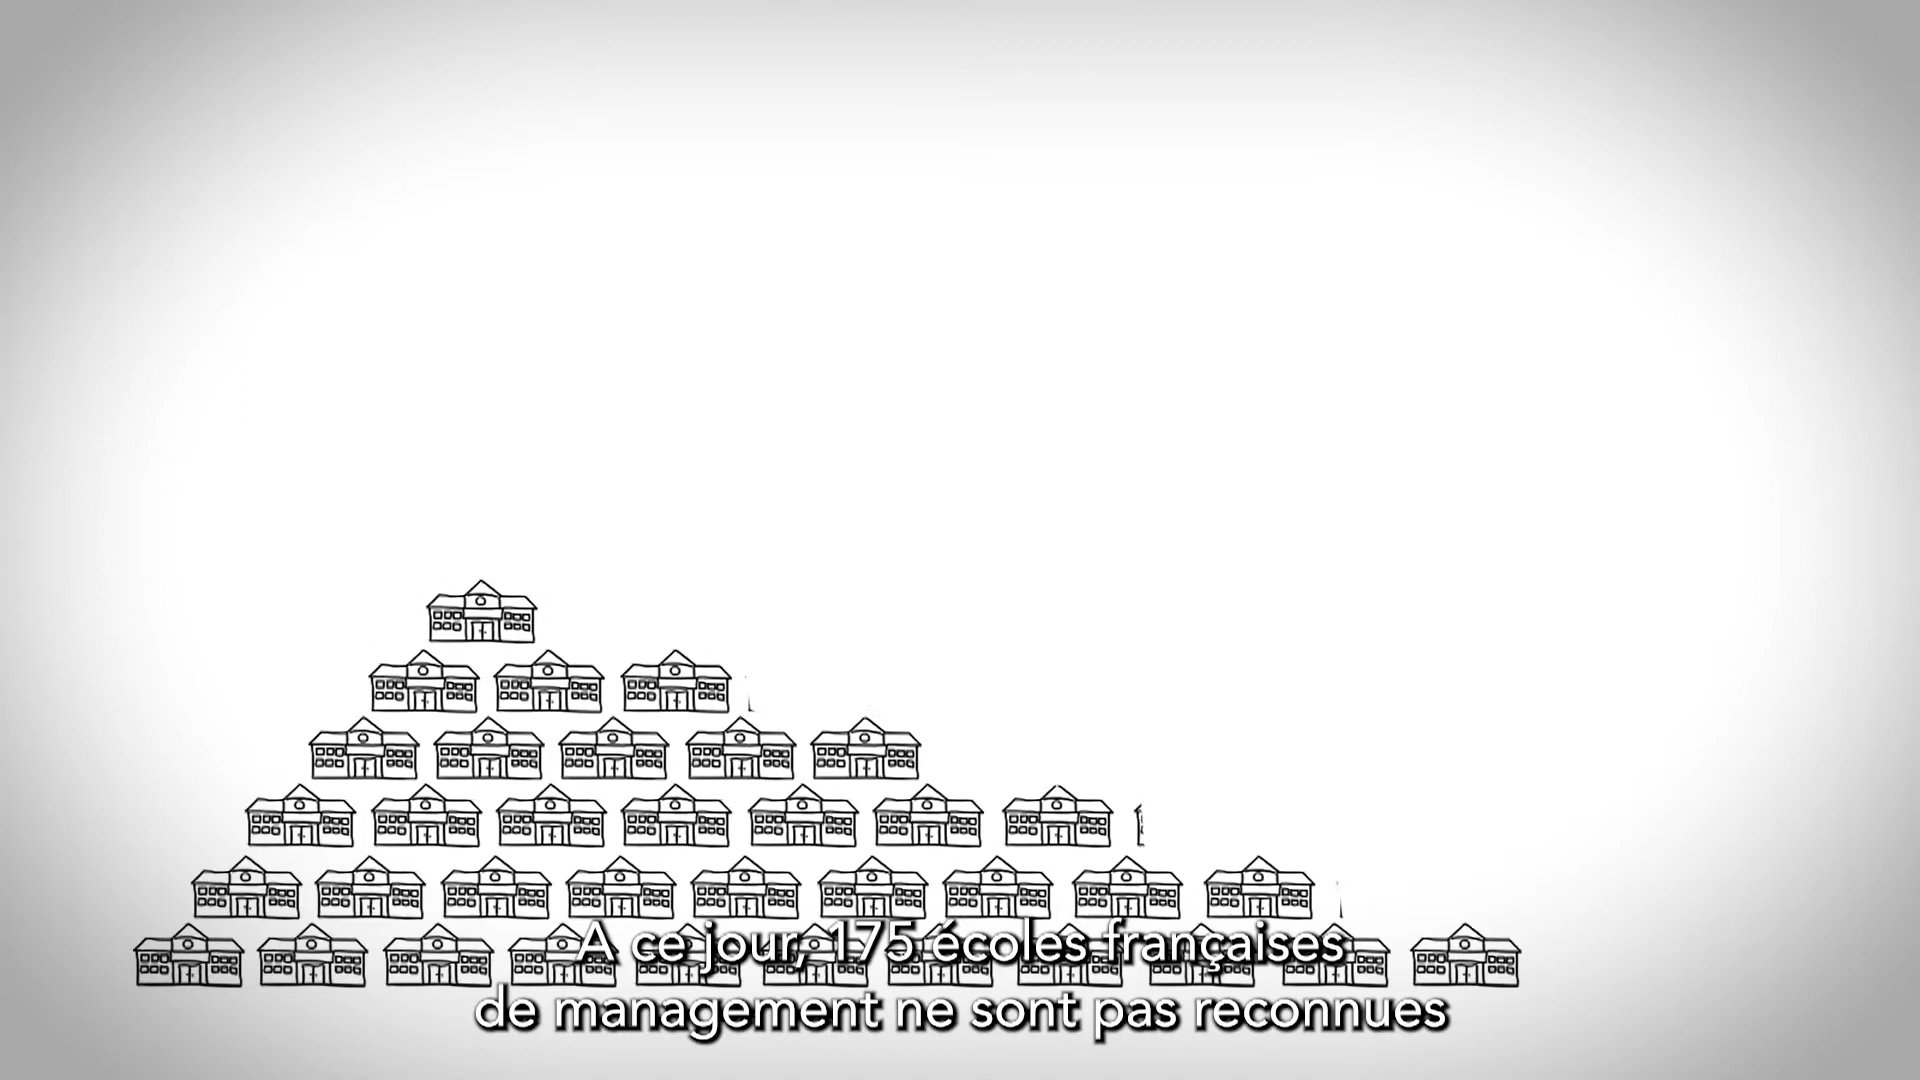 A ce jour, 175 écoles françaises
de management ne sont pas reconnues